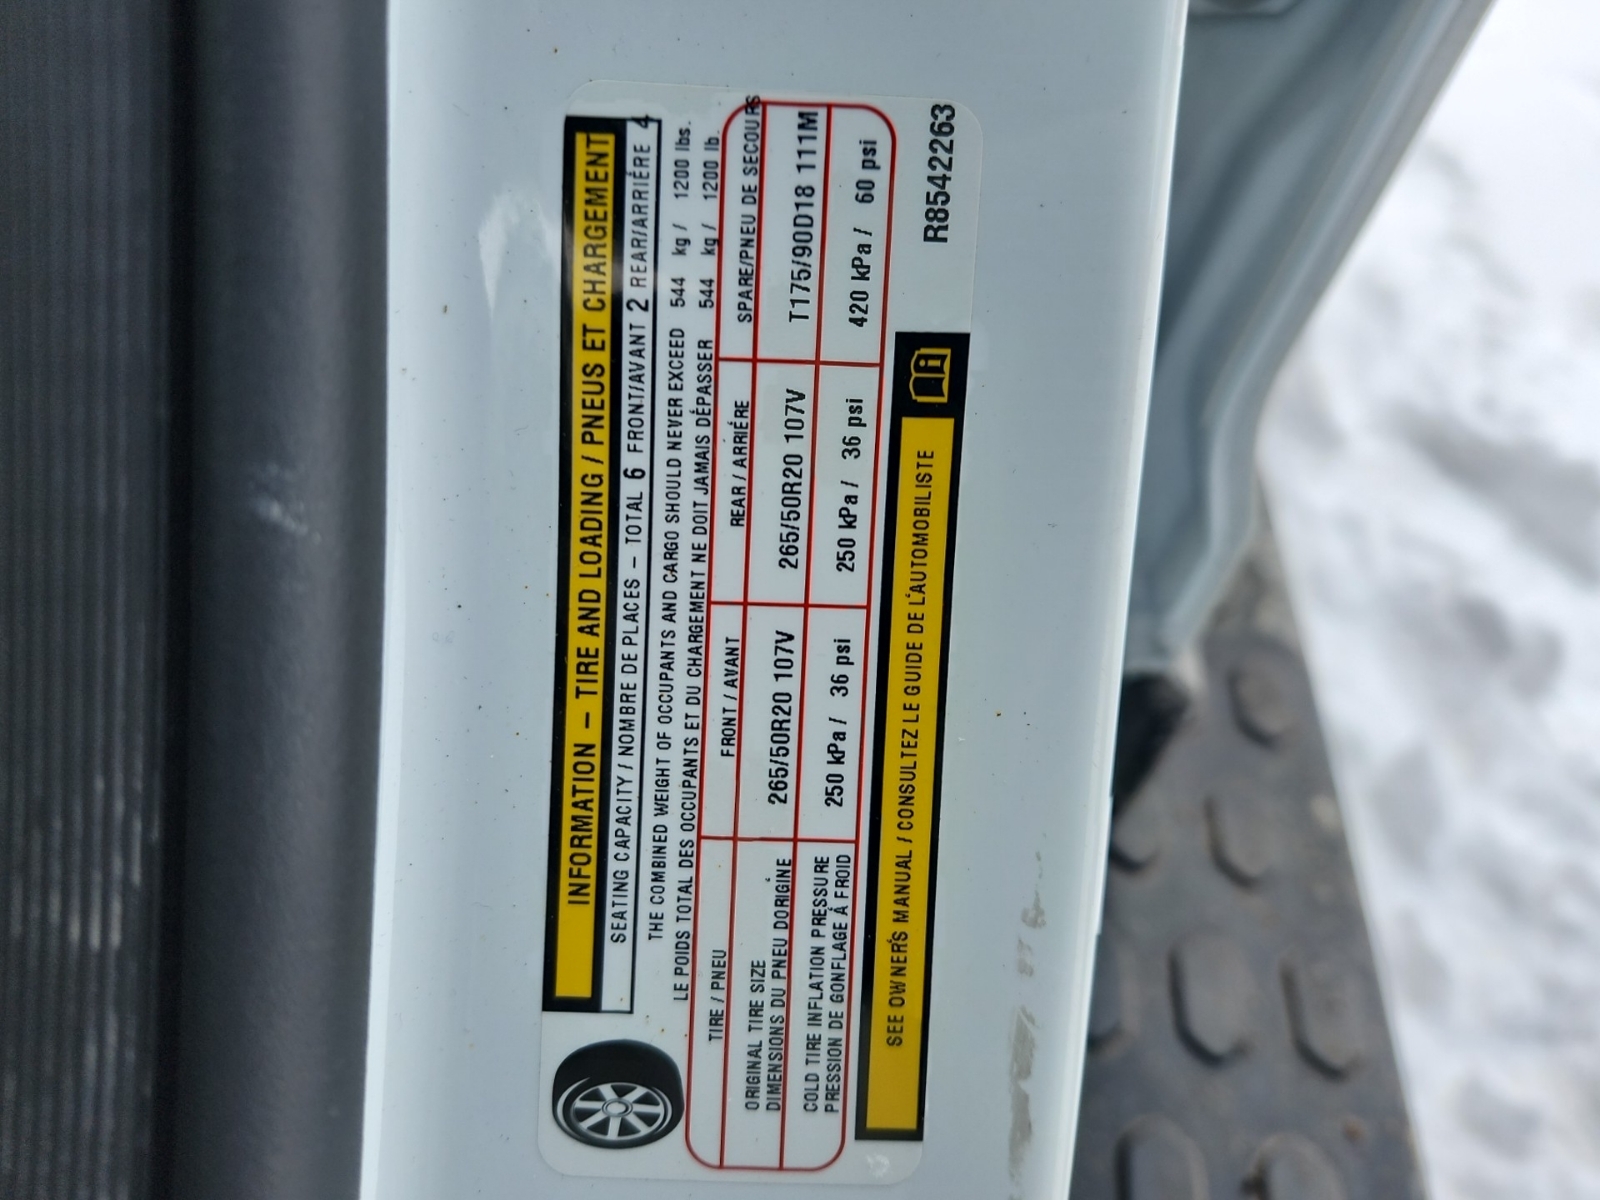 INFORMATION – TIRE AND LOADING / PNEUS ET CHARGEMENT
SEATING CAPACITY / NOMBRE DE PLACES – TOTAL 6 FRONT/AVANT 2 REAR/ARRIÉRE 4
THE COMBINED WEIGHT OF OCCUPANTS AND CARGO SHOULD NEVER EXCEED 544 kg / 1200 lbs.
LE POIDS TOTAL DES OCCUPANTS ET DU CHARGEMENT NE DOIT JAMAIS DÉPASSER 544 kg / 1200 lb.
TIRE / PNEU FRONT / AVANT REAR / ARRIÉRE SPARE/PNEU DE SECOURS
ORIGINAL TIRE SIZE
DIMENSIONS DU PNEU DÓRIGINE 265/50R20 107V 265/50R20 107V T175/90D18 111M
COLD TIRE INFLATION PRESSURE
PRESSION DE GONFLAGE Á FROID 250 kPa / 36 psi 250 kPa / 36 psi 420 kPa / 60 psi
SEE OWNER'S MANUAL / CONSULTEZ LE GUIDE DE L'AUTOMOBILISTE
R8542263